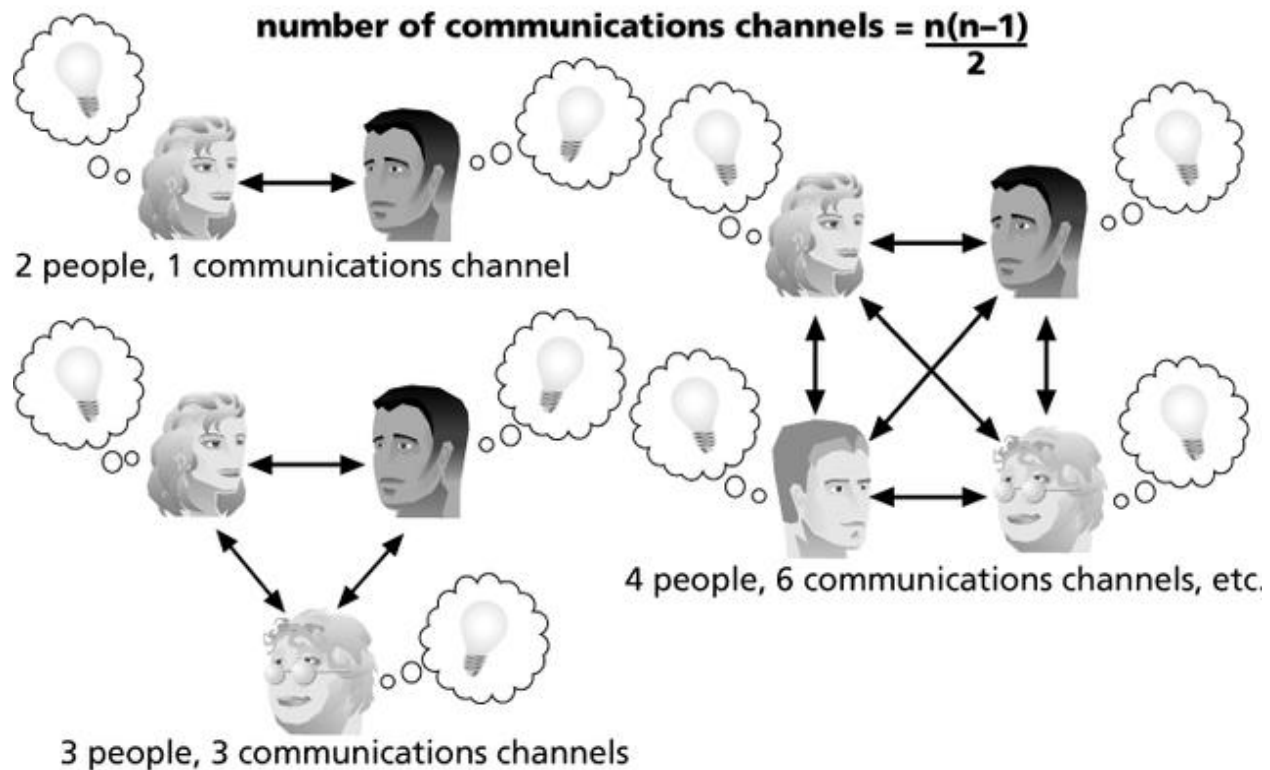 number of communications channels = n(n–1)
2
2 people, 1 communications channel
4 people, 6 communications channels, etc.
3 people, 3 communications channels